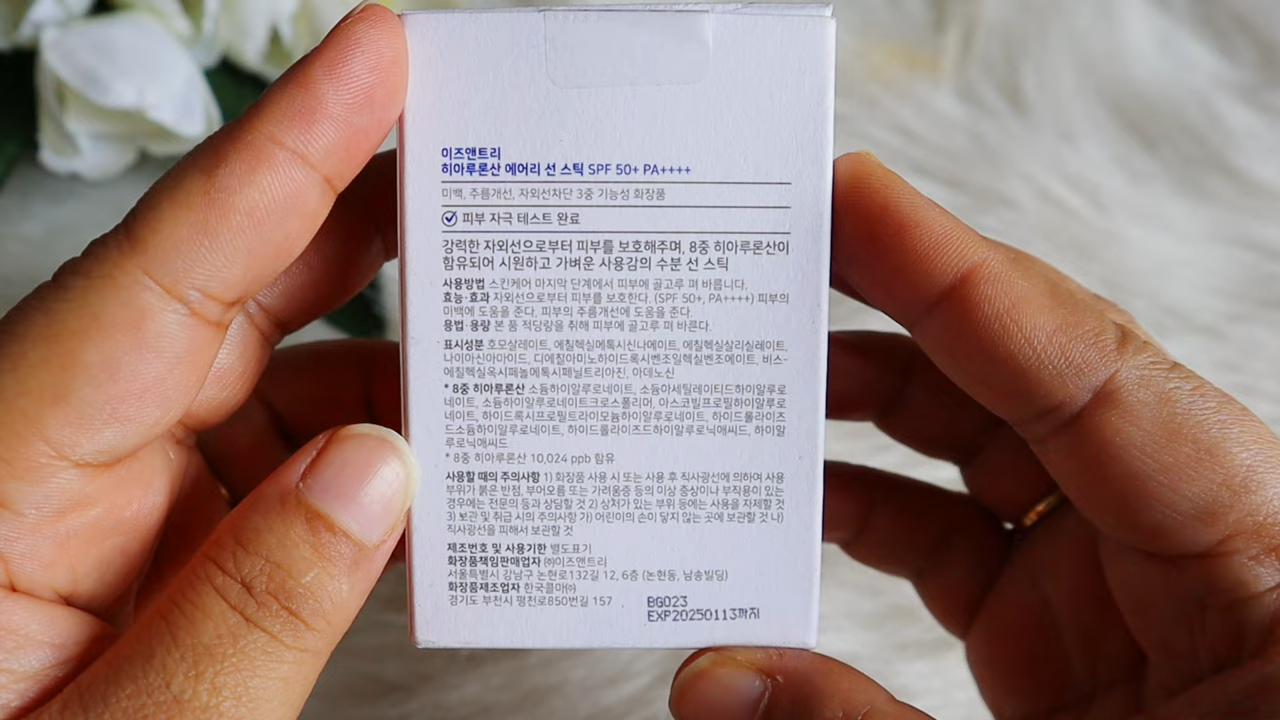 이즈앤트리
히아루론산 에어리 선 스틱 SPF 50+ PA++++
미백, 주름개선, 자외선차단 3중 기능성 화장품
피부 자극 테스트 완료
강력한 자외선으로부터 피부를 보호해주며, 8중 히아루론산이
함유되어 시원하고 가벼운 사용감의 수분 선 스틱
사용방법 스킨케어 마지막 단계에서 피부에 골고루 펴 바릅니다.
효능·효과 자외선으로부터 피부를 보호한다. (SPF 50+, PA++++) 피부의
미백에 도움을 준다. 피부의 주름개선에 도움을 준다.
용법·용량 본 품 적당량을 취해 피부에 골고루 펴 바른다.
표시성분 호모살레이트, 에칠헥실메톡시신나메이트, 에칠헥실살리실레이트,
나이아신아마이드, 디에칠아미노하이드록시벤조일헥실벤조에이트, 비스-
에칠헥실옥시페놀메톡시페닐트리아진, 아데노신
* 8중 히아루론산 소듐하이알루로네이트, 소듐아세틸레이티드하이알루로
네이트, 소듐하이알루로네이트크로스폴리머, 아스코빌프로필하이알루로
네이트, 하이드록시프로필트라이모늄하이알루로네이트, 하이드롤라이즈
드소듐하이알루로네이트, 하이드롤라이즈드하이알루로닉애씨드, 하이알
루로닉애씨드
* 8중 히아루론산 10,024 ppb 함유
사용할 때의 주의사항 1) 화장품 사용 시 또는 사용 후 직사광선에 의하여 사용
부위가 붉은 반점, 부어오름 또는 가려움증 등의 이상 증상이나 부작용이 있는
경우에는 전문의 등과 상담할 것 2) 상처가 있는 부위 등에는 사용을 자제할 것
3) 보관 및 취급 시의 주의사항 가) 어린이의 손이 닿지 않는 곳에 보관할 것 나)
직사광선을 피해서 보관할 것
제조번호 및 사용기한 별도표기
화장품책임판매업자 ㈜이즈앤트리
서울특별시 강남구 논현로132길 12, 6층 (논현동, 남송빌딩)
화장품제조업자 한국콜마㈜
경기도 부천시 평천로850번길 157
BG023
EXP20250113까지